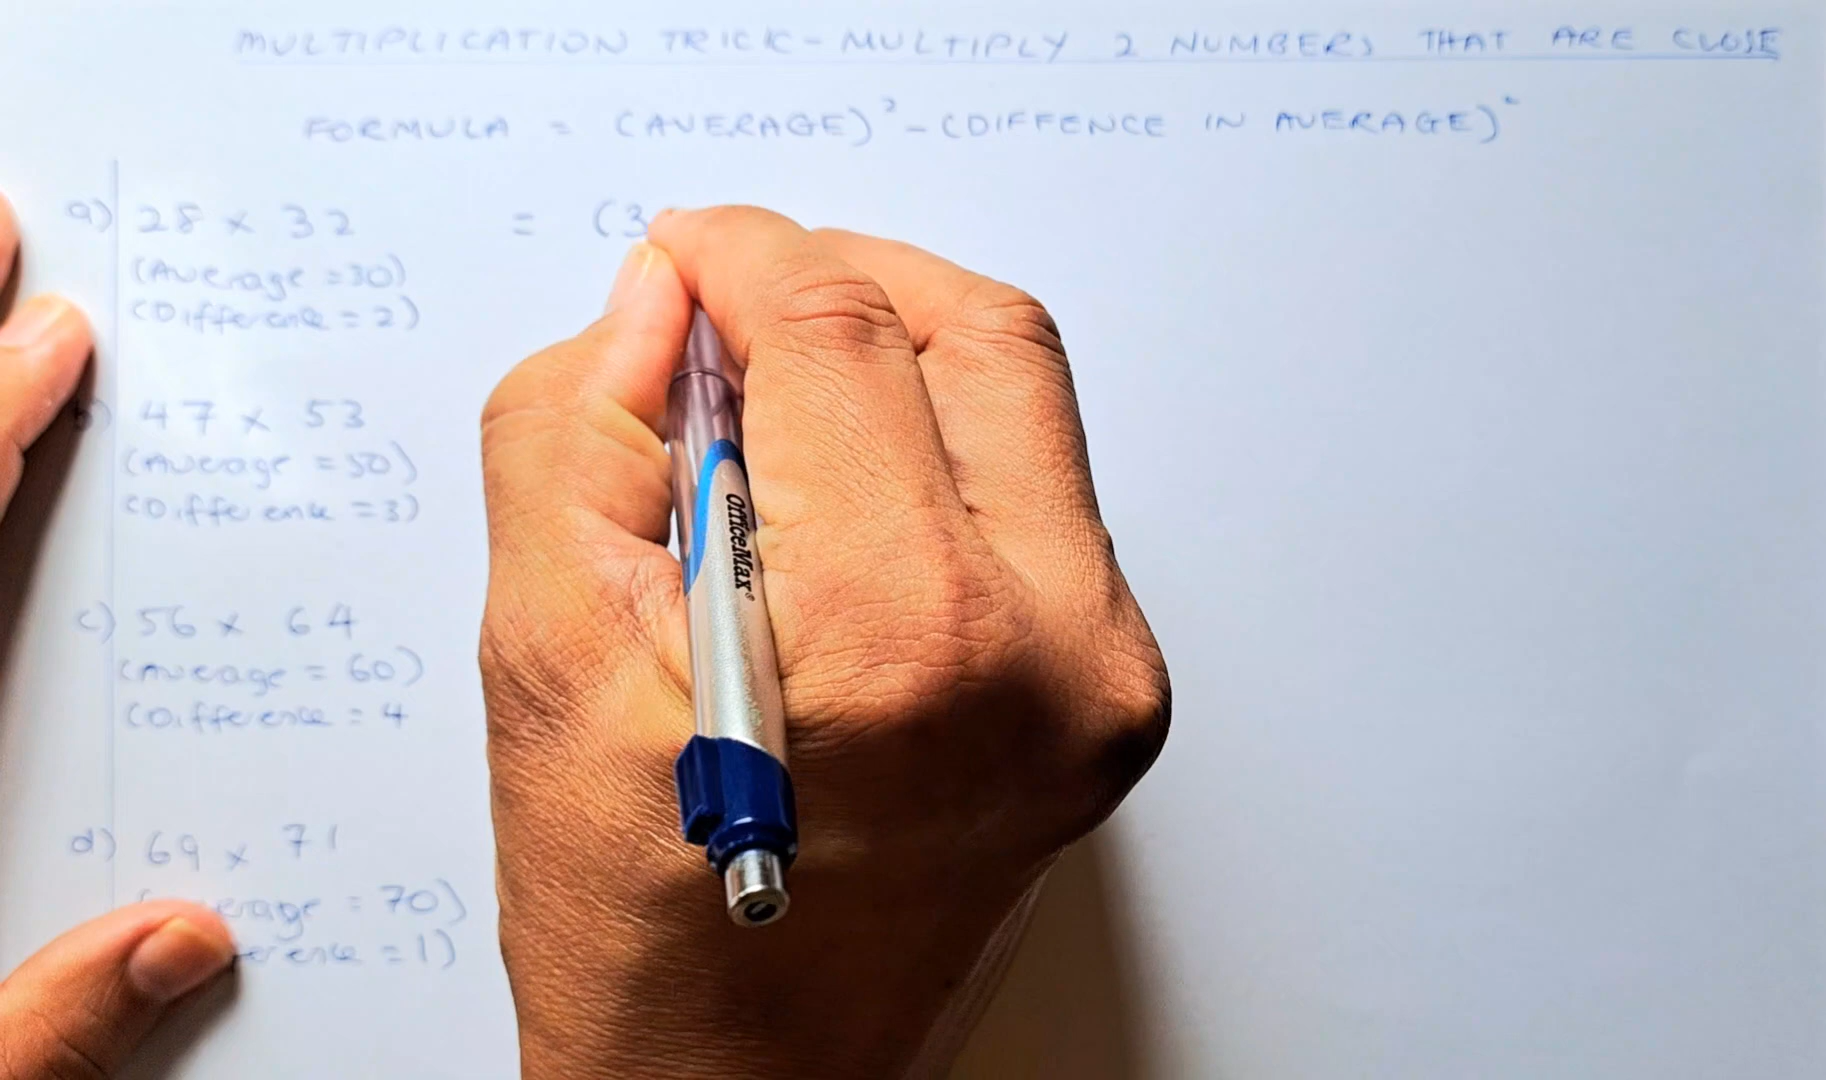 MULTIPLICATION TRICK - MULTIPLY 2 NUMBERS THAT ARE CLOSE
FORMULA = (AVERAGE)² - (DIFFENCE IN AVERAGE)²
a) 28 × 32 = (3
(Average = 30)
(Difference = 2)
b) 47 × 53
(Average = 50)
(Difference = 3)
c) 56 × 64
(Average = 60)
(Difference = 4
d) 69 × 71
erage = 70)
ference = 1)
OfficeMax®